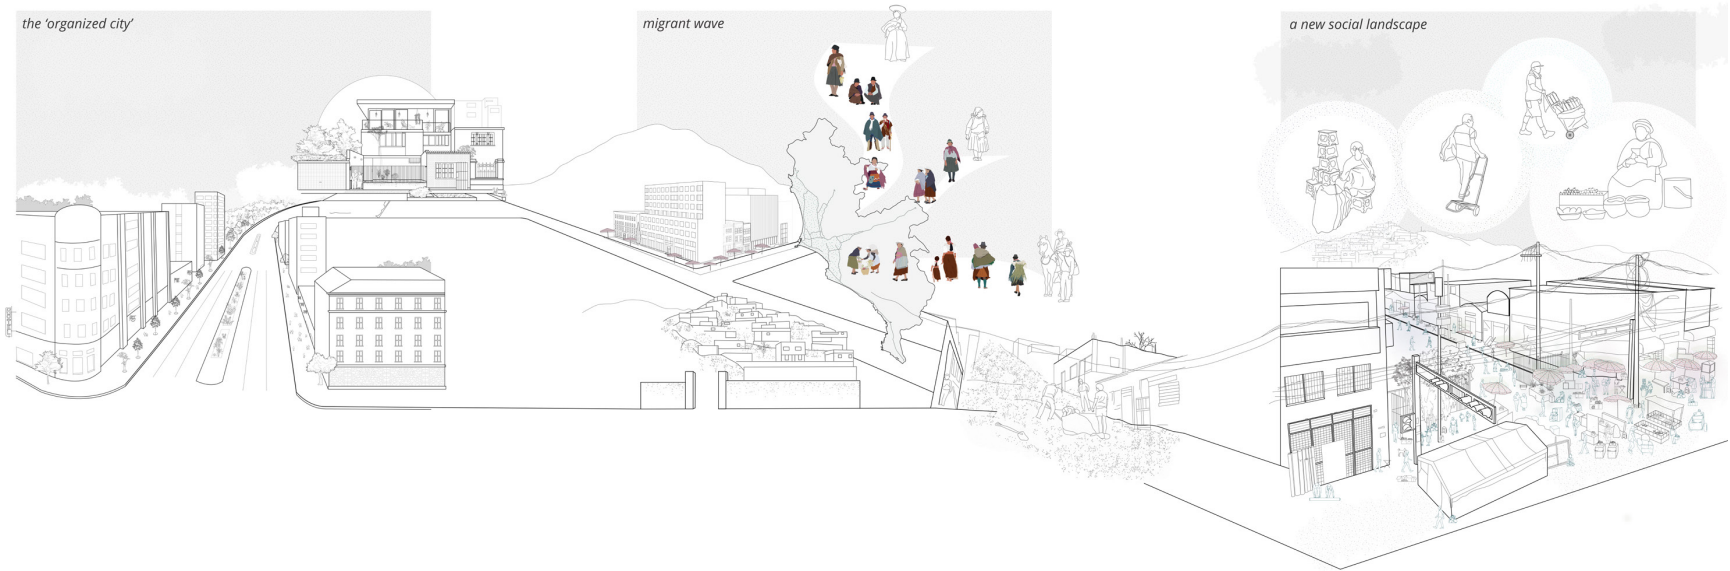 the ‘organized city’
migrant wave
a new social landscape